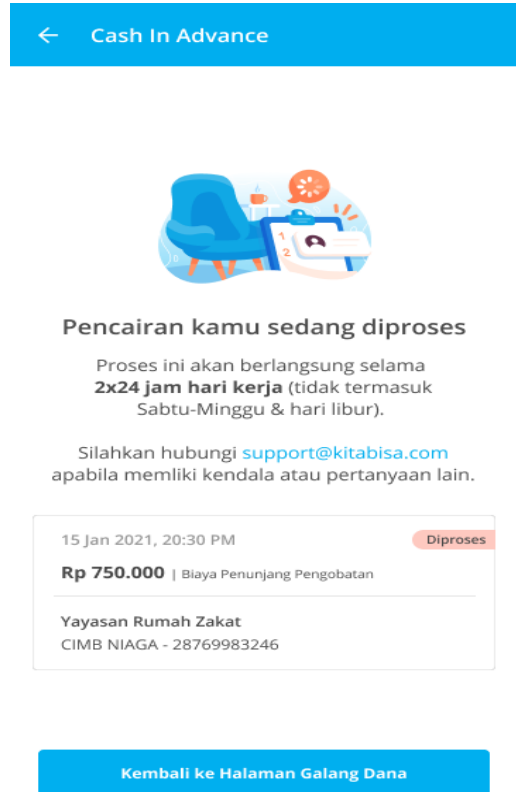 Cash In Advance
1
2
Pencairan kamu sedang diproses
Proses ini akan berlangsung selama
2x24 jam hari kerja (tidak termasuk
Sabtu-Minggu & hari libur).
Silahkan hubungi support@kitabisa.com
apabila memliki kendala atau pertanyaan lain.
15 Jan 2021, 20:30 PM
Diproses
Rp 750.000 | Biaya Penunjang Pengobatan
Yayasan Rumah Zakat
CIMB NIAGA - 28769983246
Kembali ke Halaman Galang Dana